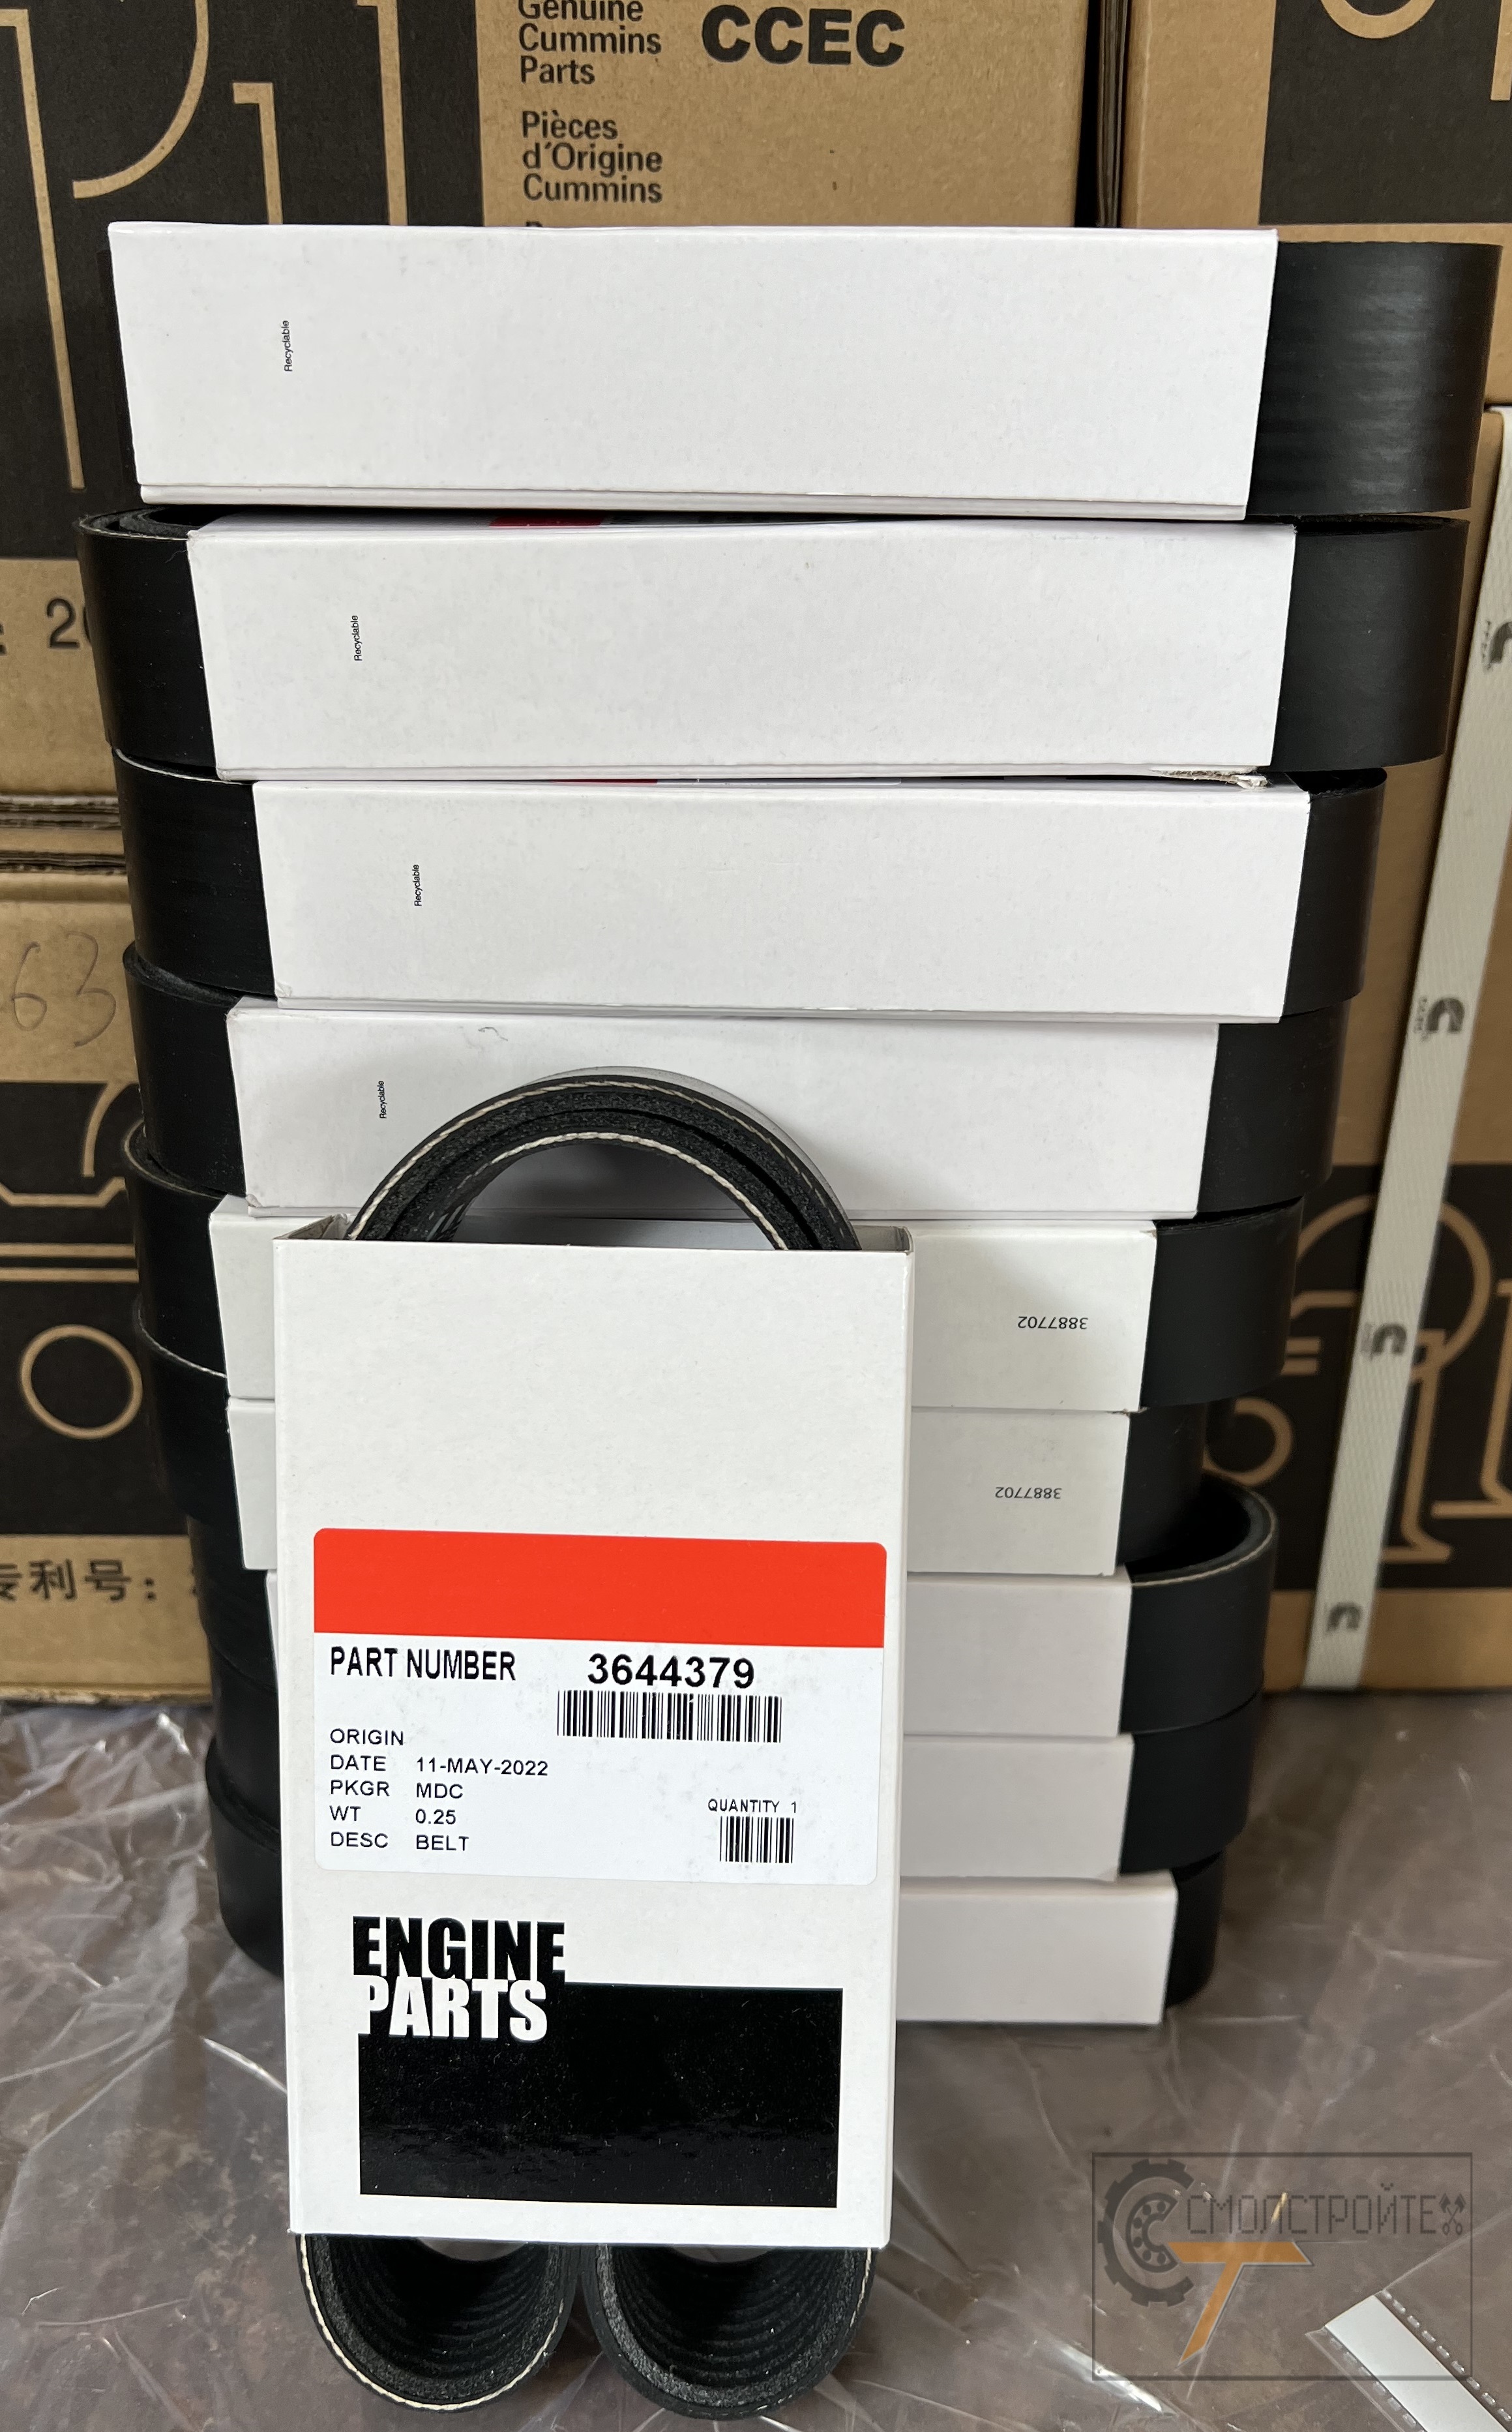 Genuine
Cummins
Parts
CCEC
Pièces
d'Origine
Cummins
Recyclable
Recyclable
Recyclable
Recyclable
3887702
3887702
63
专利号:
PART NUMBER 3644379
ORIGIN
DATE 11-MAY-2022
PKGR MDC
WT 0.25
DESC BELT
QUANTITY 1
ENGINE
PARTS
СМОЛСТРОЙТЕХ